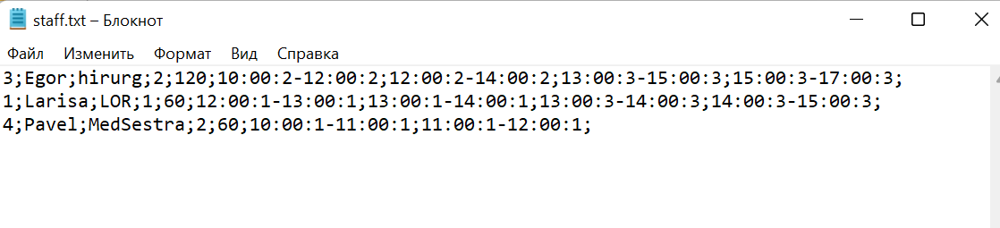 staff.txt – Блокнот
Файл Изменить Формат Вид Справка
3;Egor;hirurg;2;120;10:00:2-12:00:2;12:00:2-14:00:2;13:00:3-15:00:3;15:00:3-17:00:3;
1;Larisa;LOR;1;60;12:00:1-13:00:1;13:00:1-14:00:1;13:00:3-14:00:3;14:00:3-15:00:3;
4;Pavel;MedSestra;2;60;10:00:1-11:00:1;11:00:1-12:00:1;